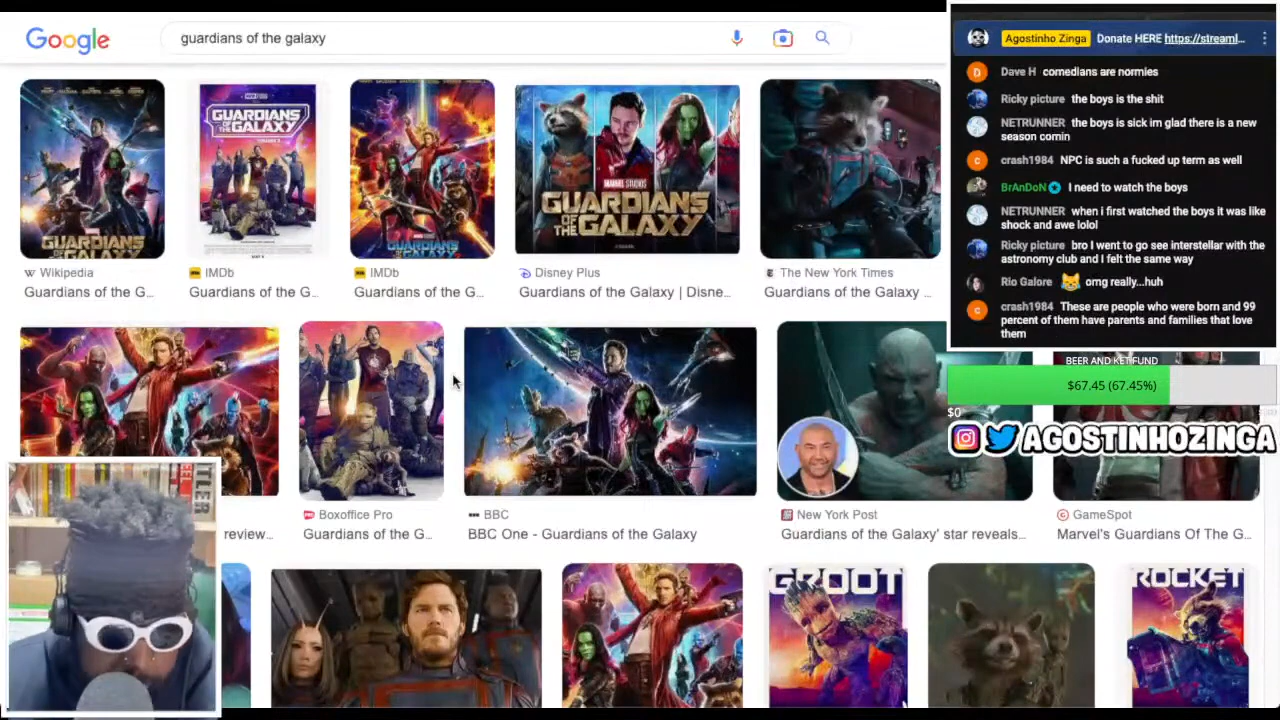 Google
guardians of the galaxy
GUARDIANS
OF THE GALAXY
GUARDIANS
OF THE GALAXY
GUARDIANS
MARVEL STUDIOS
GUARDIANS
OF THE GALAXY
Wikipedia
Guardians of the G...
IMDb
Guardians of the G...
IMDb
Guardians of the G...
Disney Plus
Guardians of the Galaxy | Disne...
The New York Times
Guardians of the Galaxy ...
review...
Boxoffice Pro
Guardians of the G...
BBC
BBC One - Guardians of the Galaxy
New York Post
Guardians of the Galaxy' star reveals...
GameSpot
Marvel's Guardians Of The G...
GROOT
ROCKET
Agostinho Zinga Donate HERE https://streaml...
Dave H comedians are normies
Ricky picture the boys is the shit
NETRUNNER the boys is sick im glad there is a new
season comin
crash1984 NPC is such a fucked up term as well
BrAnDoN I need to watch the boys
NETRUNNER when i first watched the boys it was like
shock and awe lolol
Ricky picture bro I went to go see interstellar with the
astronomy club and I felt the same way
Rio Galore omg really...huh
crash1984 These are people who were born and 99
percent of them have parents and families that love
them
BEER AND KET FUND
$67.45 (67.45%)
$0
AGOSTINHOZINGA